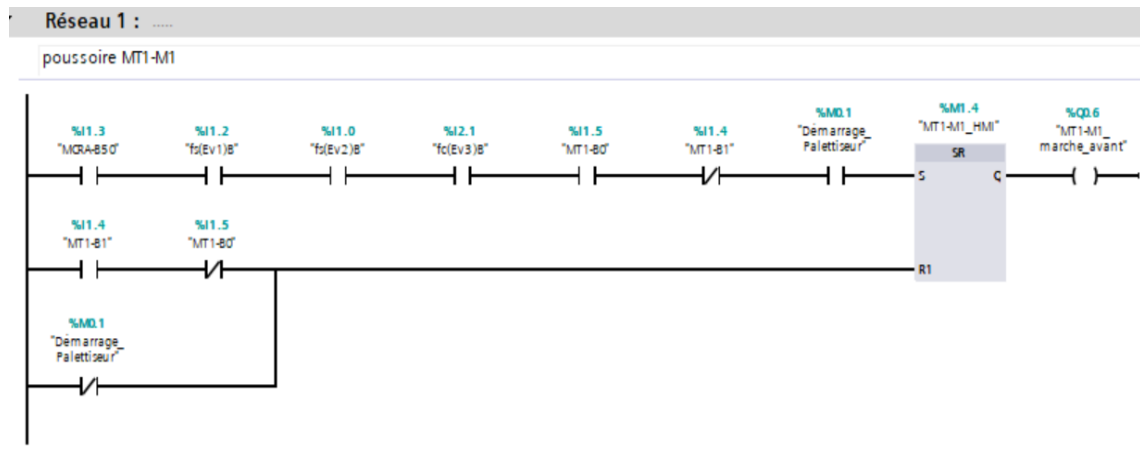 Réseau 1 : .....
poussoire MT1-M1
%I1.3
"MCRA-B50"
%I1.2
"fs(Ev1)B"
%I1.0
"fs(Ev2)B"
%I2.1
"fc(Ev3)B"
%I1.5
"MT1-B0"
%I1.4
"MT1-B1"
%M0.1
"Démarrage_
Palettiseur"
%M1.4
"MT1-M1_HMI"
SR
S
Q
%Q0.6
"MT1-M1_
marche_avant"
%I1.4
"MT1-B1"
%I1.5
"MT1-B0"
R1
%M0.1
"Démarrage_
Palettiseur"